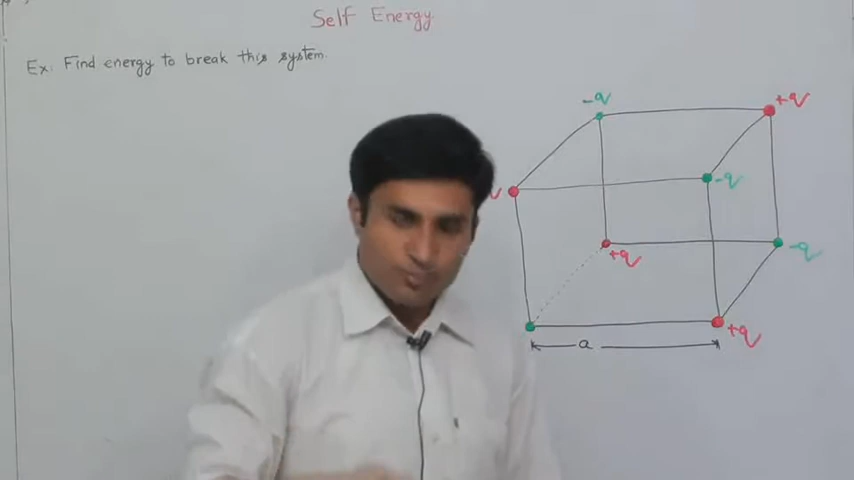 Self Energy
Ex. Find energy to break this system.
-q
+q
-q
+q
-q
+q
a